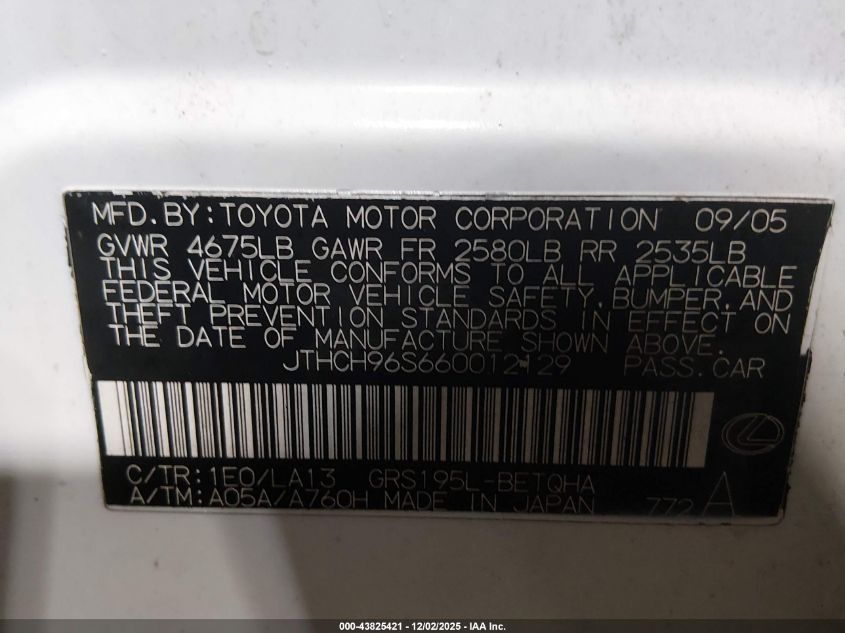 MFD.BY:TOYOTA MOTOR CORPORATION 09/05
GVWR 4675LB GAWR FR 2580LB RR 2535LB
THIS VEHICLE CONFORMS TO ALL APPLICABLE
FEDERAL MOTOR VEHICLE SAFETY,BUMPER,AND
THEFT PREVENTION STANDARDS IN EFFECT ON
THE DATE OF MANUFACTURE SHOWN ABOVE.
JTHCH96S660012129 PASS.CAR
C/TR:1E0/LA13 GRS195L-BETQHA
A/TM:A05A/A760H MADE IN JAPAN 772 A
000-43825421 - 12/02/2025 - IAA Inc.